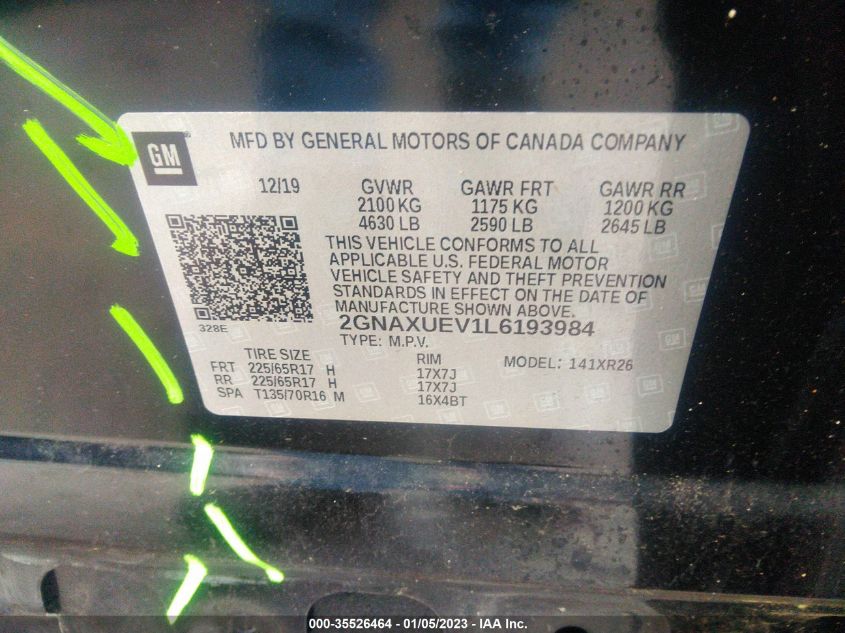 GM
MFD BY GENERAL MOTORS OF CANADA COMPANY
12/19 GVWR GAWR FRT GAWR RR
2100 KG 1175 KG 1200 KG
4630 LB 2590 LB 2645 LB
THIS VEHICLE CONFORMS TO ALL
APPLICABLE U.S. FEDERAL MOTOR
VEHICLE SAFETY AND THEFT PREVENTION
STANDARDS IN EFFECT ON THE DATE OF
MANUFACTURE SHOWN ABOVE.
328E
2GNAXUEV1L6193984
TYPE: M.P.V.
TIRE SIZE RIM MODEL: 141XR26
FRT 225/65R17 H 17X7J
RR 225/65R17 H 17X7J
SPA T135/70R16 M 16X4BT
000-35526464 - 01/05/2023 - IAA Inc.